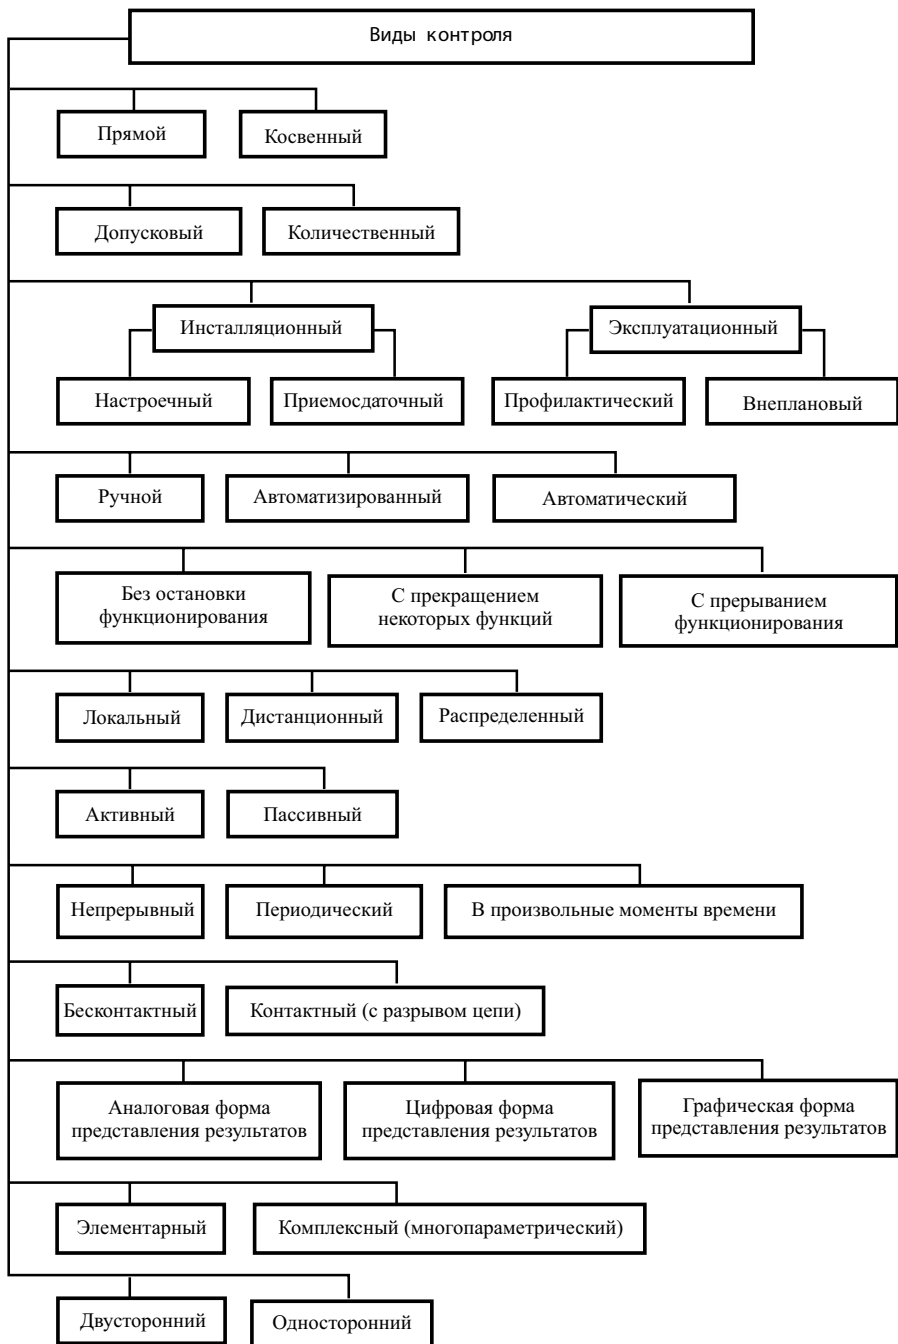 Виды контроля
Прямой
Косвенный
Допусковый
Количественный
Инсталляционный
Эксплуатационный
Настроечный
Приемосдаточный
Профилактический
Внеплановый
Ручной
Автоматизированный
Автоматический
Без остановки
функционирования
С прекращением
некоторых функций
С прерыванием
функционирования
Локальный
Дистанционный
Распределенный
Активный
Пассивный
Непрерывный
Периодический
В произвольные моменты времени
Бесконтактный
Контактный (с разрывом цепи)
Аналоговая форма
представления результатов
Цифровая форма
представления результатов
Графическая форма
представления результатов
Элементарный
Комплексный (многопараметрический)
Двусторонний
Односторонний